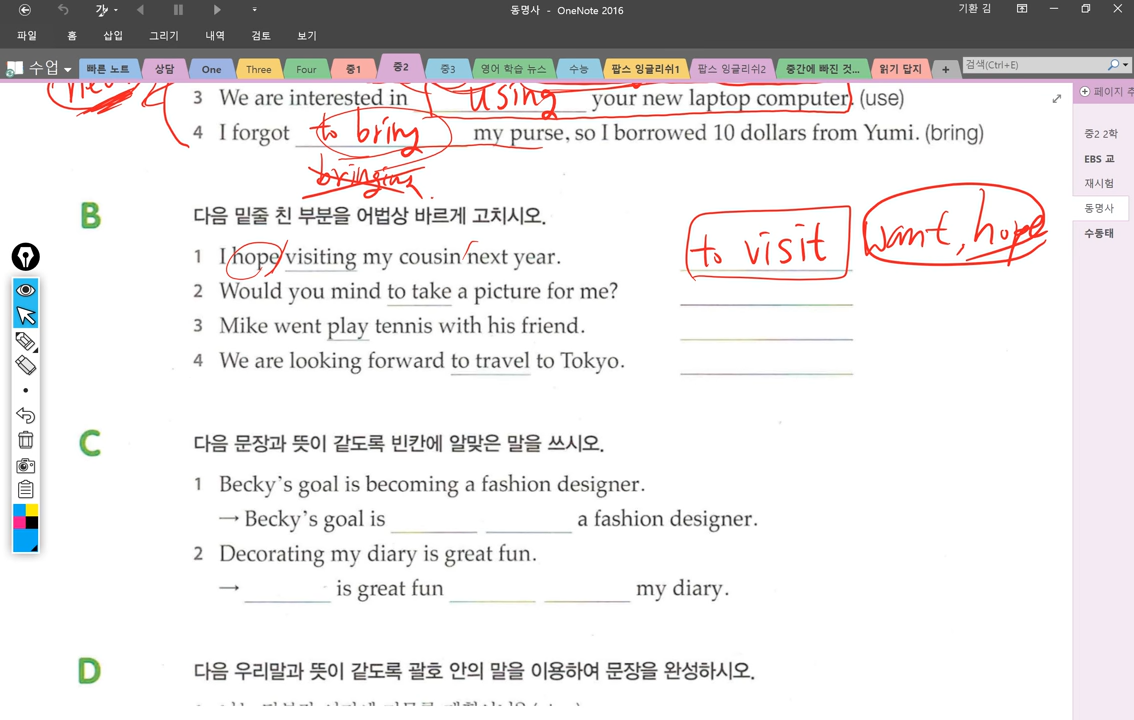 동명사 - OneNote 2016
기환 김
파일 홈 삽입 그리기 내역 검토 보기
수업 빠른 노트 상담 One Three Four 중1 중2 중3 영어 학습 뉴스 수능 팝스 잉글리쉬1 팝스 잉글리쉬2 중간에 빠진 것... 읽기 답지 + 검색(Ctrl+E)
페이지 추
중2 2학
EBS 교
재시험
동명사
수동태
3 We are interested in using your new laptop computer. (use)
4 I forgot to bring my purse, so I borrowed 10 dollars from Yumi. (bring)
bringing
B 다음 밑줄 친 부분을 어법상 바르게 고치시오.
1 I hope visiting my cousin next year. to visit want, hope
2 Would you mind to take a picture for me?
3 Mike went play tennis with his friend.
4 We are looking forward to travel to Tokyo.
C 다음 문장과 뜻이 같도록 빈칸에 알맞은 말을 쓰시오.
1 Becky's goal is becoming a fashion designer.
→ Becky's goal is a fashion designer.
2 Decorating my diary is great fun.
→ is great fun my diary.
D 다음 우리말과 뜻이 같도록 괄호 안의 말을 이용하여 문장을 완성하시오.